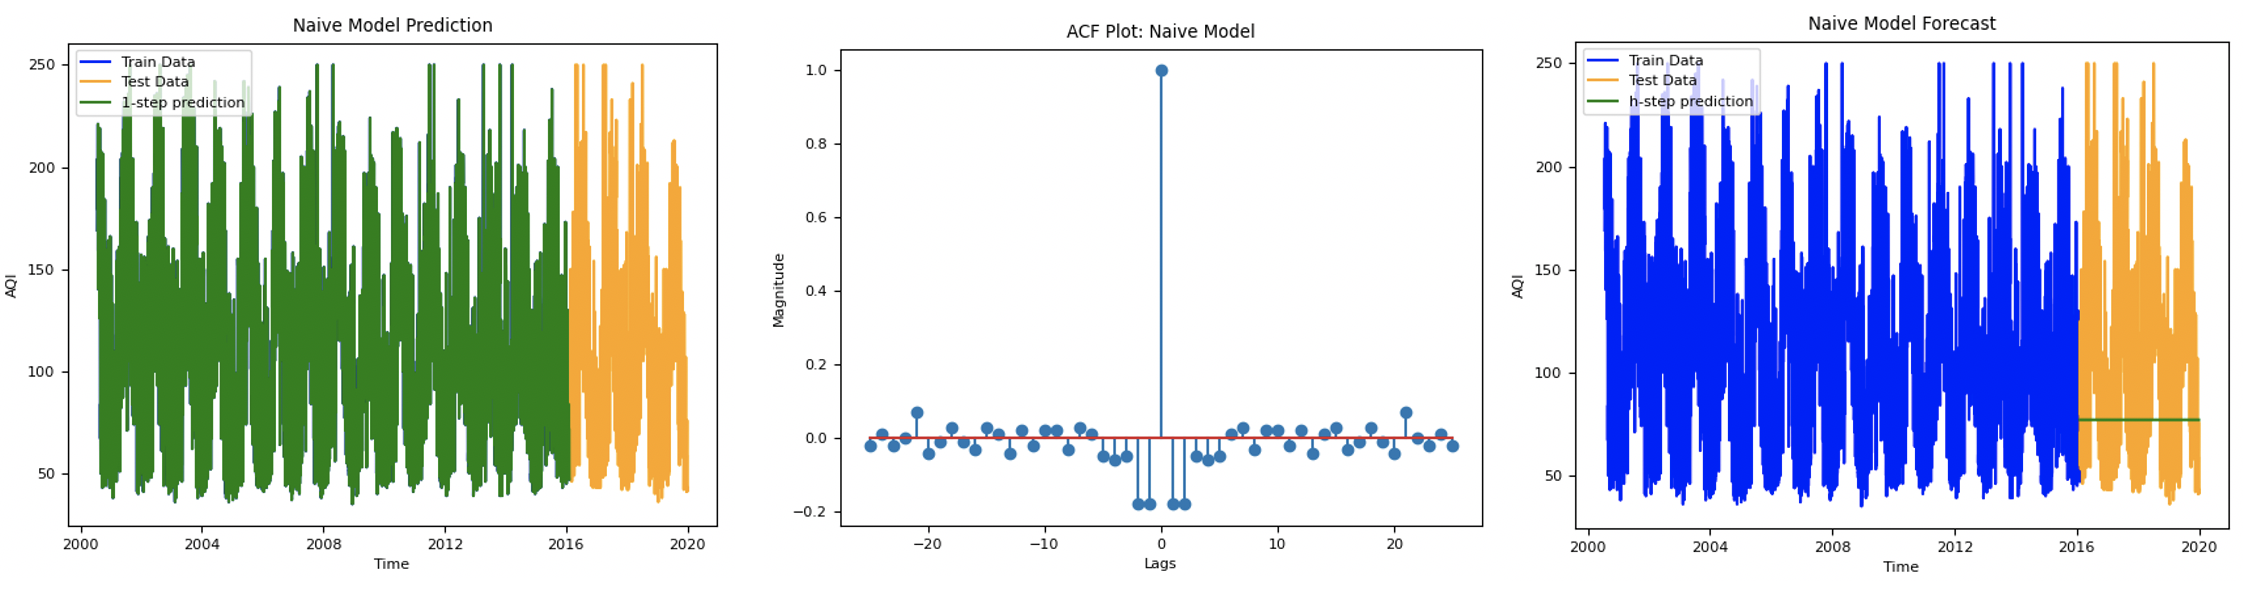 Naive Model Prediction
Train Data
Test Data
1-step prediction
250
200
150
100
50
AQI
2000 2004 2008 2012 2016 2020
Time
ACF Plot: Naive Model
1.0
0.8
0.6
0.4
0.2
0.0
−0.2
Magnitude
−20 −10 0 10 20
Lags
Naive Model Forecast
Train Data
Test Data
h-step prediction
250
200
150
100
50
AQI
2000 2004 2008 2012 2016 2020
Time